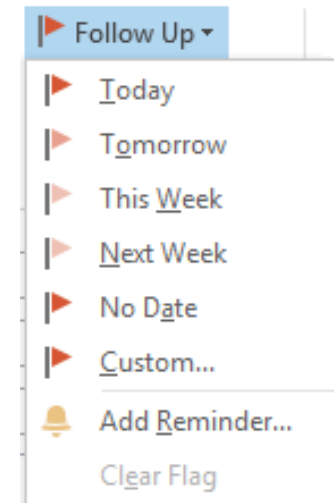 Follow Up
Today
Tomorrow
This Week
Next Week
No Date
Custom...
Add Reminder...
Clear Flag